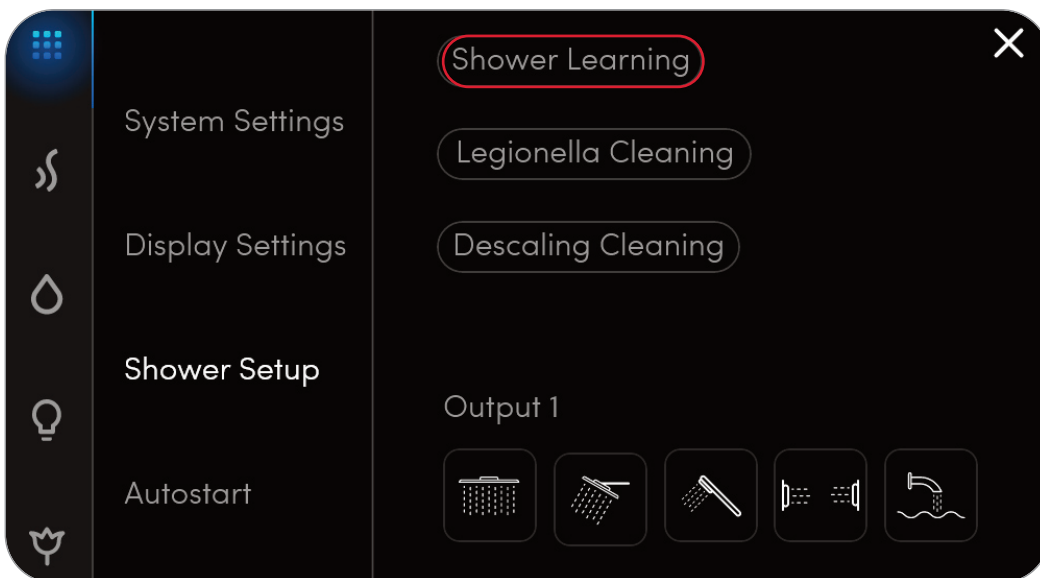 System Settings
Display Settings
Shower Setup
Autostart
Shower Learning
Legionella Cleaning
Descaling Cleaning
Output 1